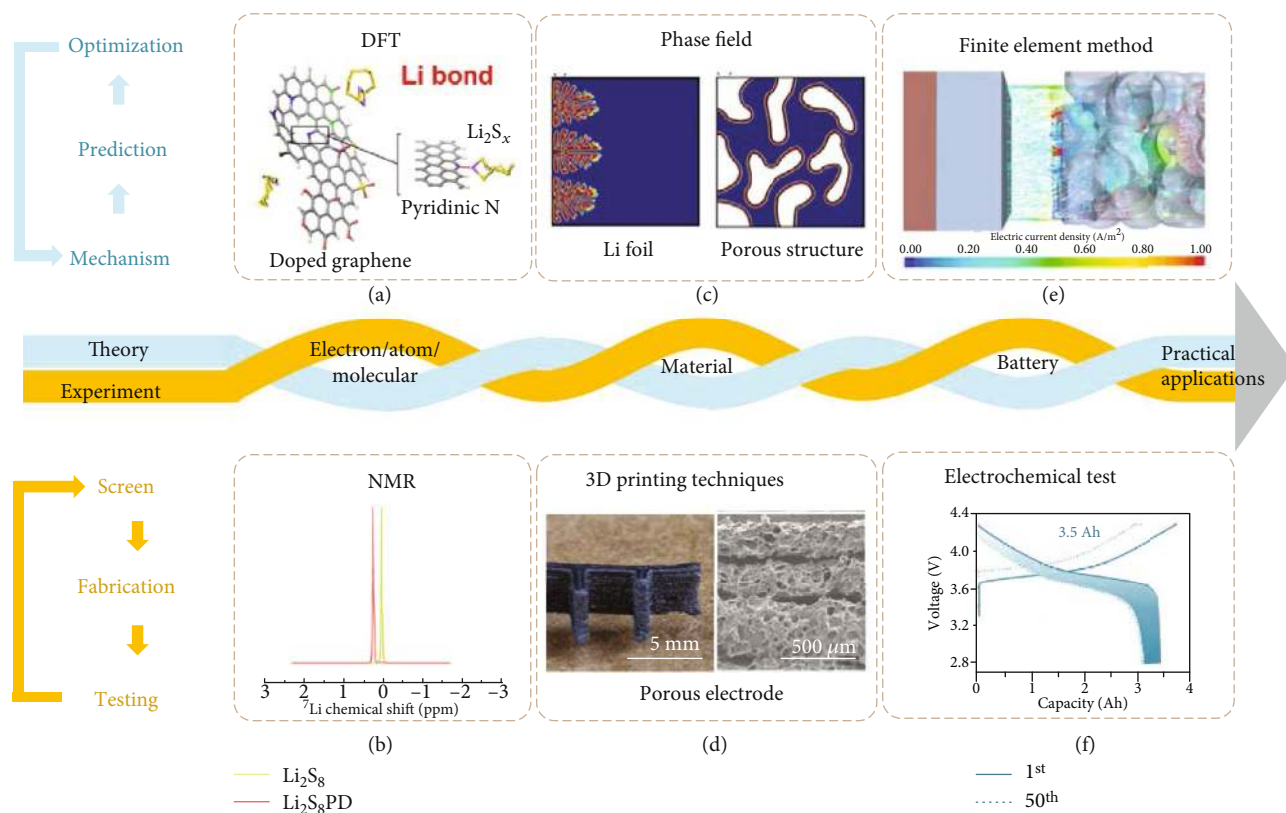 Optimization
Prediction
Mechanism
DFT
Li bond
Li₂Sₓ
Pyridinic N
Doped graphene
(a)
Phase field
Li foil
Porous structure
(c)
Finite element method
Electric current density (A/m²)
0.00 0.20 0.40 0.60 0.80 1.00
(e)
Theory
Experiment
Electron/atom/
molecular
Material
Battery
Practical
applications
Screen
Fabrication
Testing
NMR
3 2 1 0 −1 −2 −3
⁷Li chemical shift (ppm)
(b)
Li₂S₈
Li₂S₈PD
3D printing techniques
5 mm
500 μm
Porous electrode
(d)
Electrochemical test
4.4
4.0
3.6
3.2
2.8
Voltage (V)
3.5 Ah
0 1 2 3 4
Capacity (Ah)
(f)
1ˢᵗ
50ᵗʰ